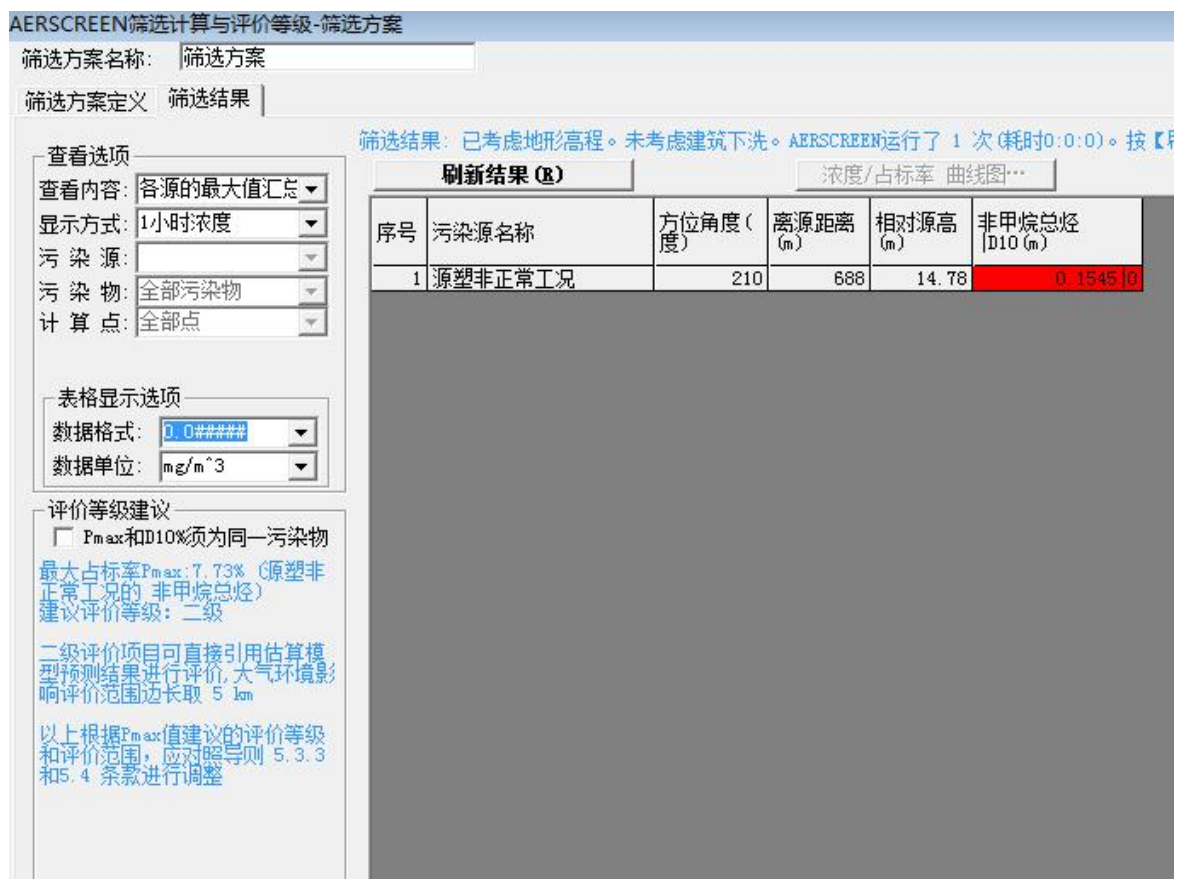 AERSCREEN筛选计算与评价等级-筛选方案
筛选方案名称: 筛选方案
筛选方案定义 筛选结果
筛选结果: 已考虑地形高程。未考虑建筑下洗。AERSCREEN运行了 1 次(耗时0:0:0)。按【
查看选项
查看内容: 各源的最大值汇总
显示方式: 1小时浓度
污 染 源:
污 染 物: 全部污染物
计 算 点: 全部点
表格显示选项
数据格式: 0.0#####
数据单位: mg/m^3
评价等级建议
Pmax和D10%须为同一污染物
最大占标率Pmax:7.73% (源塑非
正常工况的 非甲烷总烃)
建议评价等级: 二级
二级评价项目可直接引用估算模
型预测结果进行评价,大气环境影
响评价范围边长取 5 km
以上根据Pmax值建议的评价等级
和评价范围,应对照导则 5.3.3
和5.4 条款进行调整
刷新结果(R) 浓度/占标率 曲线图…
序号 污染源名称 方位角度(度) 离源距离(m) 相对源高(m) 非甲烷总烃|D10(m)
1 源塑非正常工况 210 688 14.78 0.1545|0